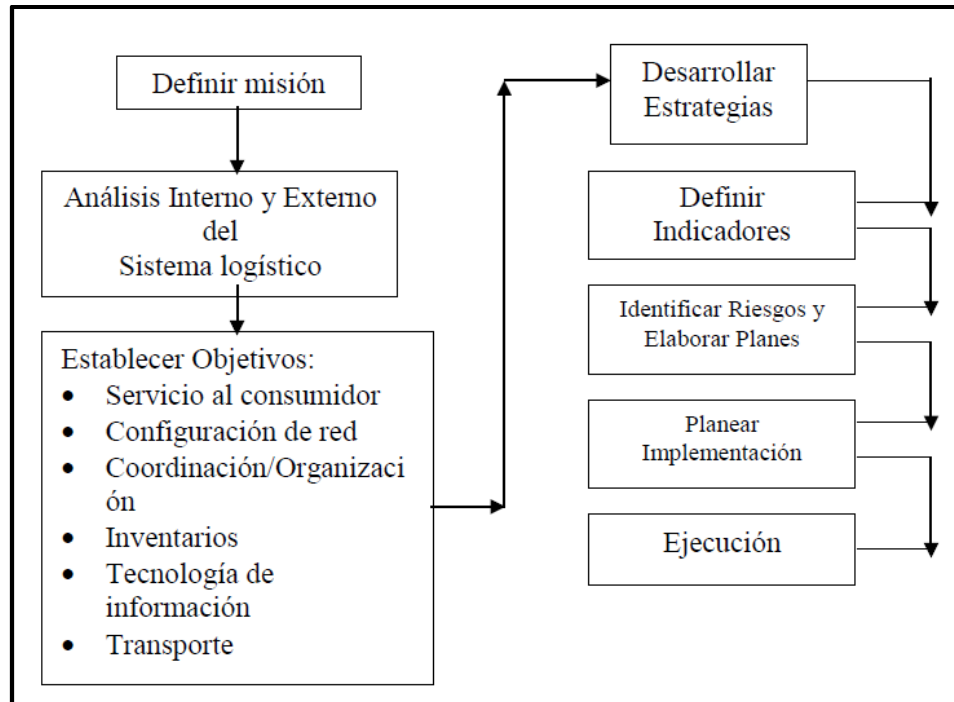 Definir misión
Análisis Interno y Externo
del
Sistema logístico
Establecer Objetivos:
• Servicio al consumidor
• Configuración de red
• Coordinación/Organizaci
ón
• Inventarios
• Tecnología de
información
• Transporte
Desarrollar
Estrategias
Definir
Indicadores
Identificar Riesgos y
Elaborar Planes
Planear
Implementación
Ejecución